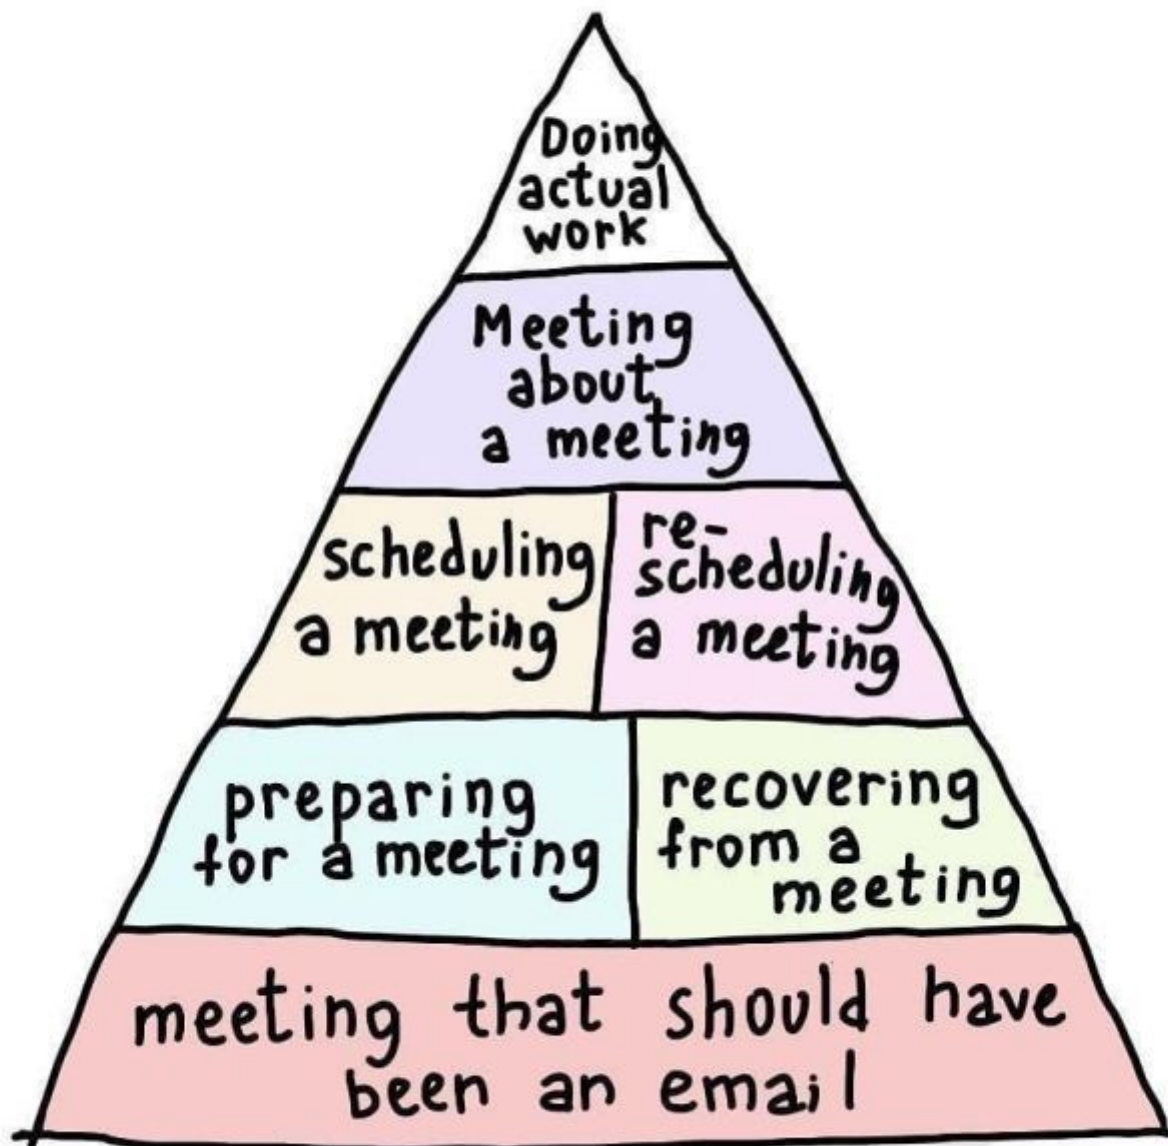 Doing
actual
work
Meeting
about
a meeting
scheduling
a meeting
re-
scheduling
a meeting
preparing
for a meeting
recovering
from a
meeting
meeting that should have
been an email